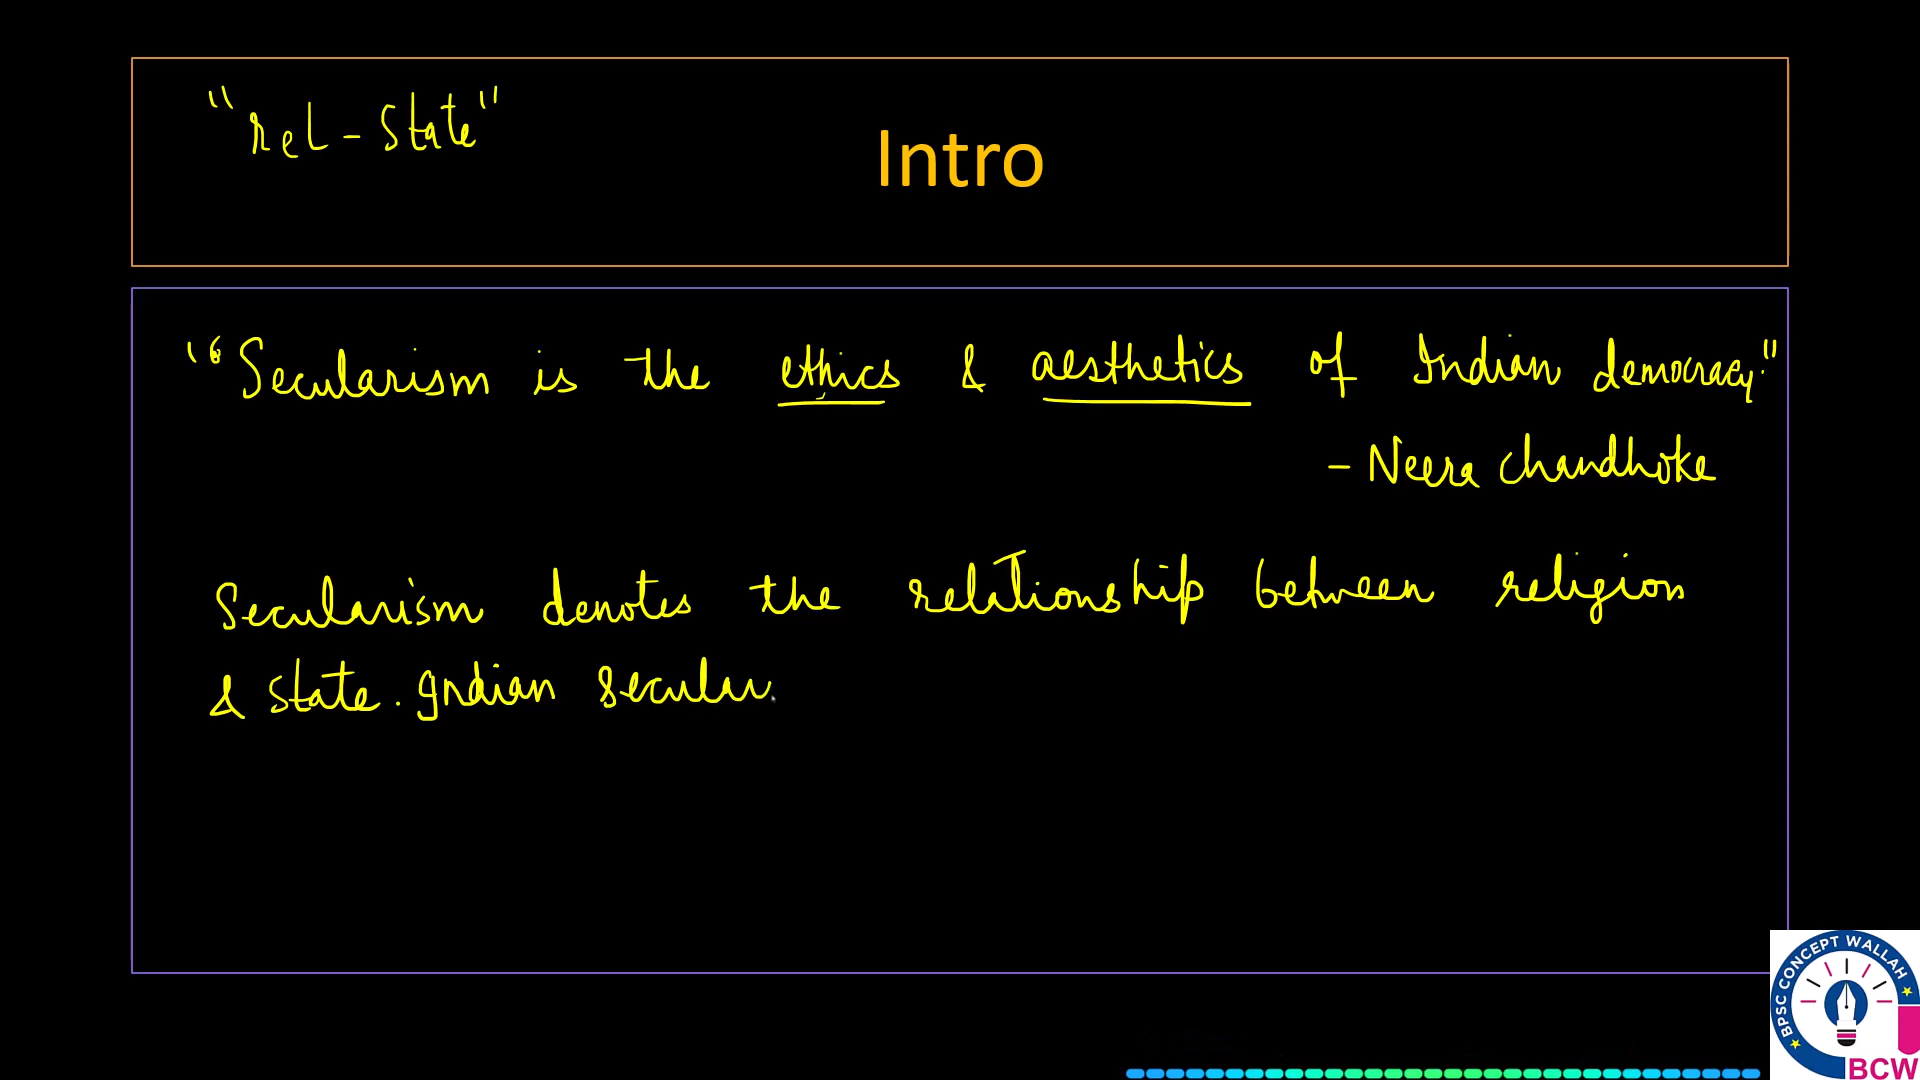 "rel - state"
Intro
"Secularism is the ethics & aesthetics of Indian democracy."
- Neera Chandhoke
Secularism denotes the relationship between religion
& state. Indian secular
BPSC CONCEPT WALLAH
BCW